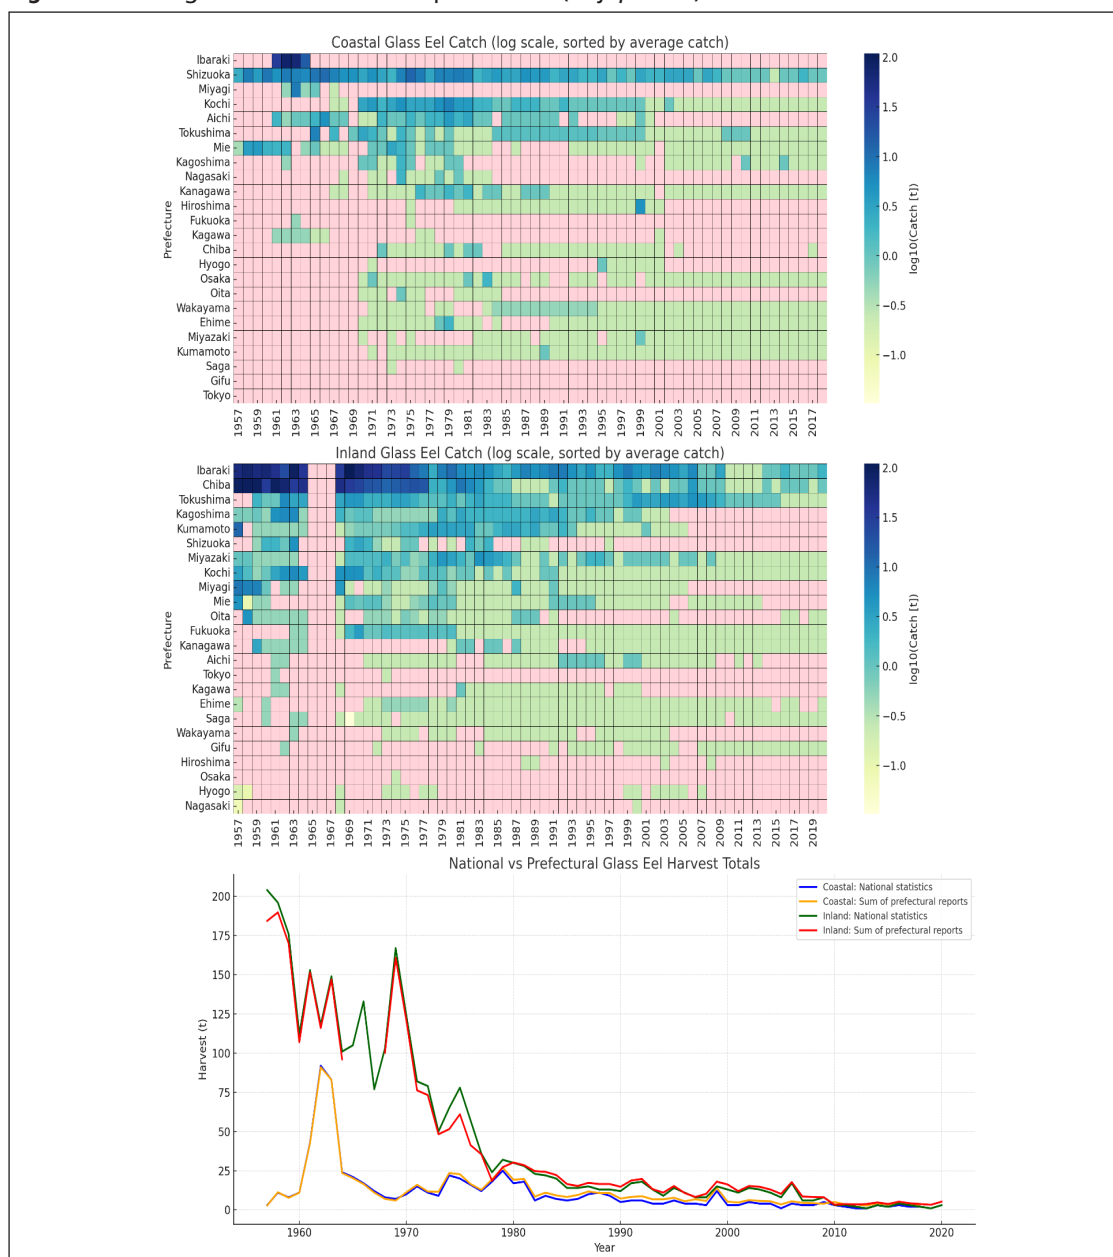 Coastal Glass Eel Catch (log scale, sorted by average catch)
Prefecture
Ibaraki
Shizuoka
Miyagi
Kochi
Aichi
Tokushima
Mie
Kagoshima
Nagasaki
Kanagawa
Hiroshima
Fukuoka
Kagawa
Chiba
Hyogo
Osaka
Oita
Wakayama
Ehime
Miyazaki
Kumamoto
Saga
Gifu
Tokyo
1957 1959 1961 1963 1965 1967 1969 1971 1973 1975 1977 1979 1981 1983 1985 1987 1989 1991 1993 1995 1997 1999 2001 2003 2005 2007 2009 2011 2013 2015 2017
2.0
1.5
1.0
0.5
0.0
−0.5
−1.0
log10(Catch [t])
Inland Glass Eel Catch (log scale, sorted by average catch)
Prefecture
Ibaraki
Chiba
Tokushima
Kagoshima
Kumamoto
Shizuoka
Miyazaki
Kochi
Miyagi
Mie
Oita
Fukuoka
Kanagawa
Aichi
Tokyo
Kagawa
Ehime
Saga
Wakayama
Gifu
Hiroshima
Osaka
Hyogo
Nagasaki
1957 1959 1961 1963 1965 1967 1969 1971 1973 1975 1977 1979 1981 1983 1985 1987 1989 1991 1993 1995 1997 1999 2001 2003 2005 2007 2009 2011 2013 2015 2017 2019
2.0
1.5
1.0
0.5
0.0
−0.5
−1.0
log10(Catch [t])
National vs Prefectural Glass Eel Harvest Totals
Coastal: National statistics
Coastal: Sum of prefectural reports
Inland: National statistics
Inland: Sum of prefectural reports
Harvest (t)
200
175
150
125
100
75
50
25
0
1960 1970 1980 1990 2000 2010 2020
Year